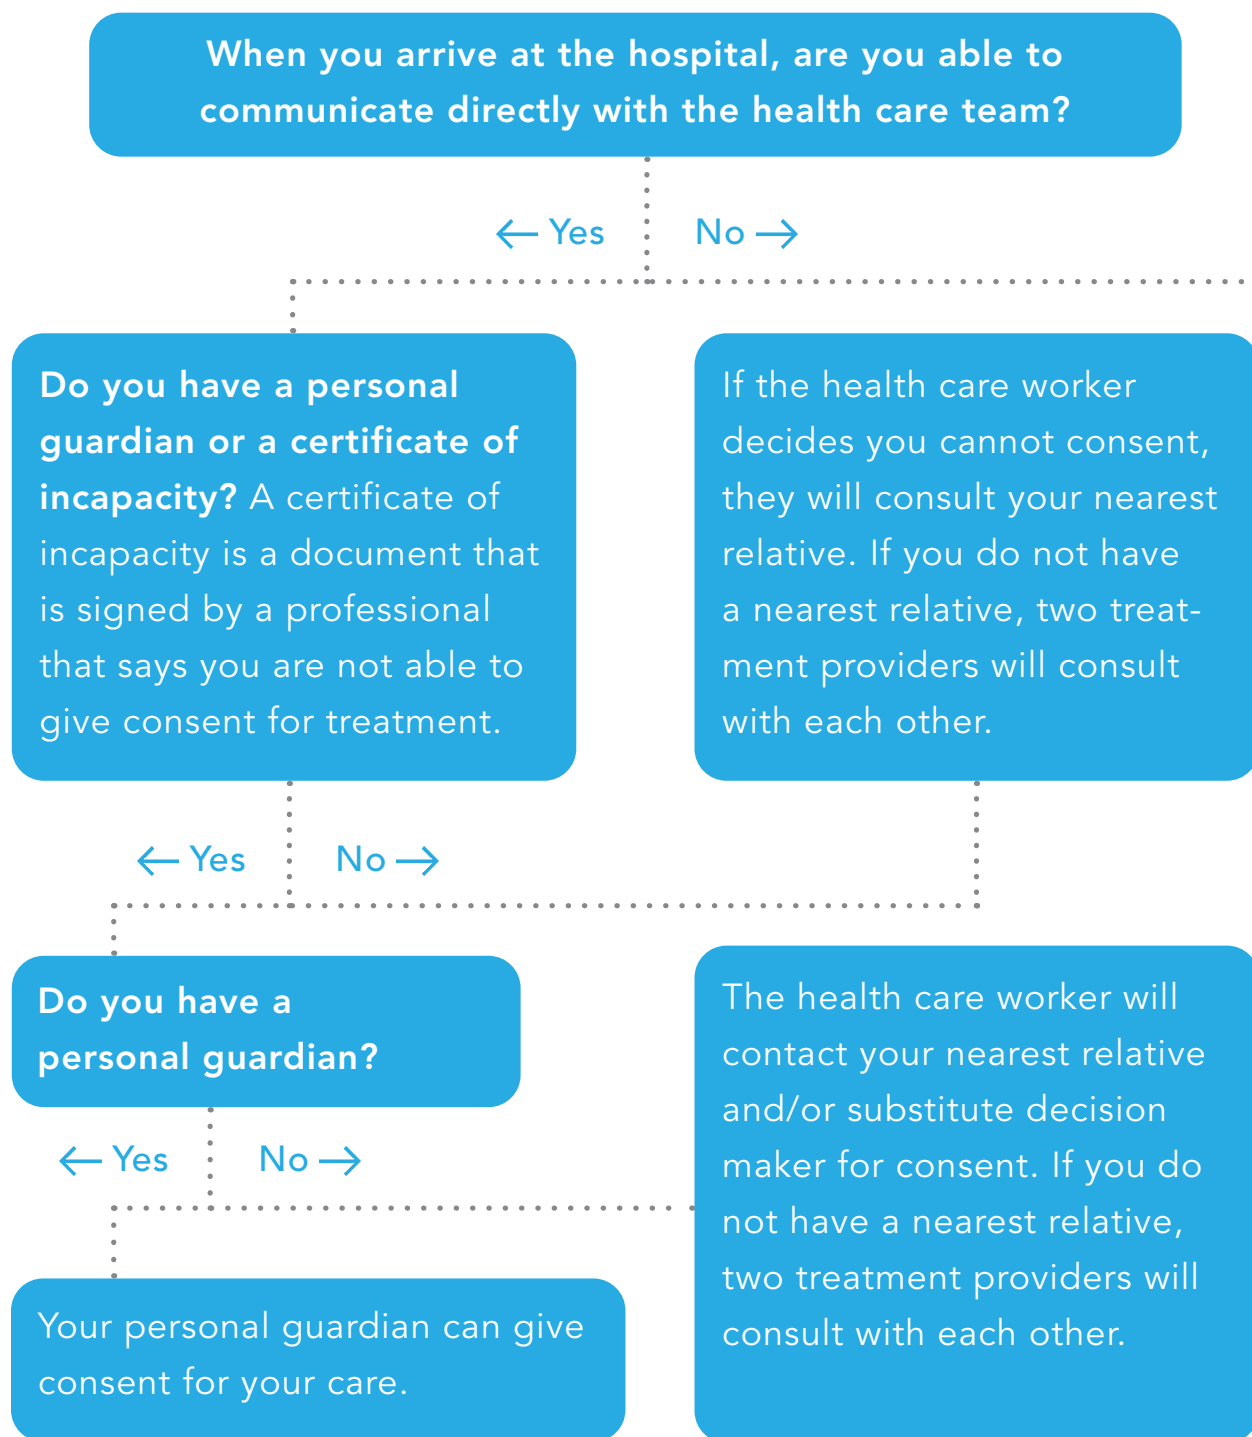 When you arrive at the hospital, are you able to
communicate directly with the health care team?
← Yes
No →
Do you have a personal
guardian or a certificate of
incapacity? A certificate of
incapacity is a document that
is signed by a professional
that says you are not able to
give consent for treatment.
If the health care worker
decides you cannot consent,
they will consult your nearest
relative. If you do not have
a nearest relative, two treat-
ment providers will consult
with each other.
← Yes
No →
Do you have a
personal guardian?
← Yes
No →
The health care worker will
contact your nearest relative
and/or substitute decision
maker for consent. If you do
not have a nearest relative,
two treatment providers will
consult with each other.
Your personal guardian can give
consent for your care.